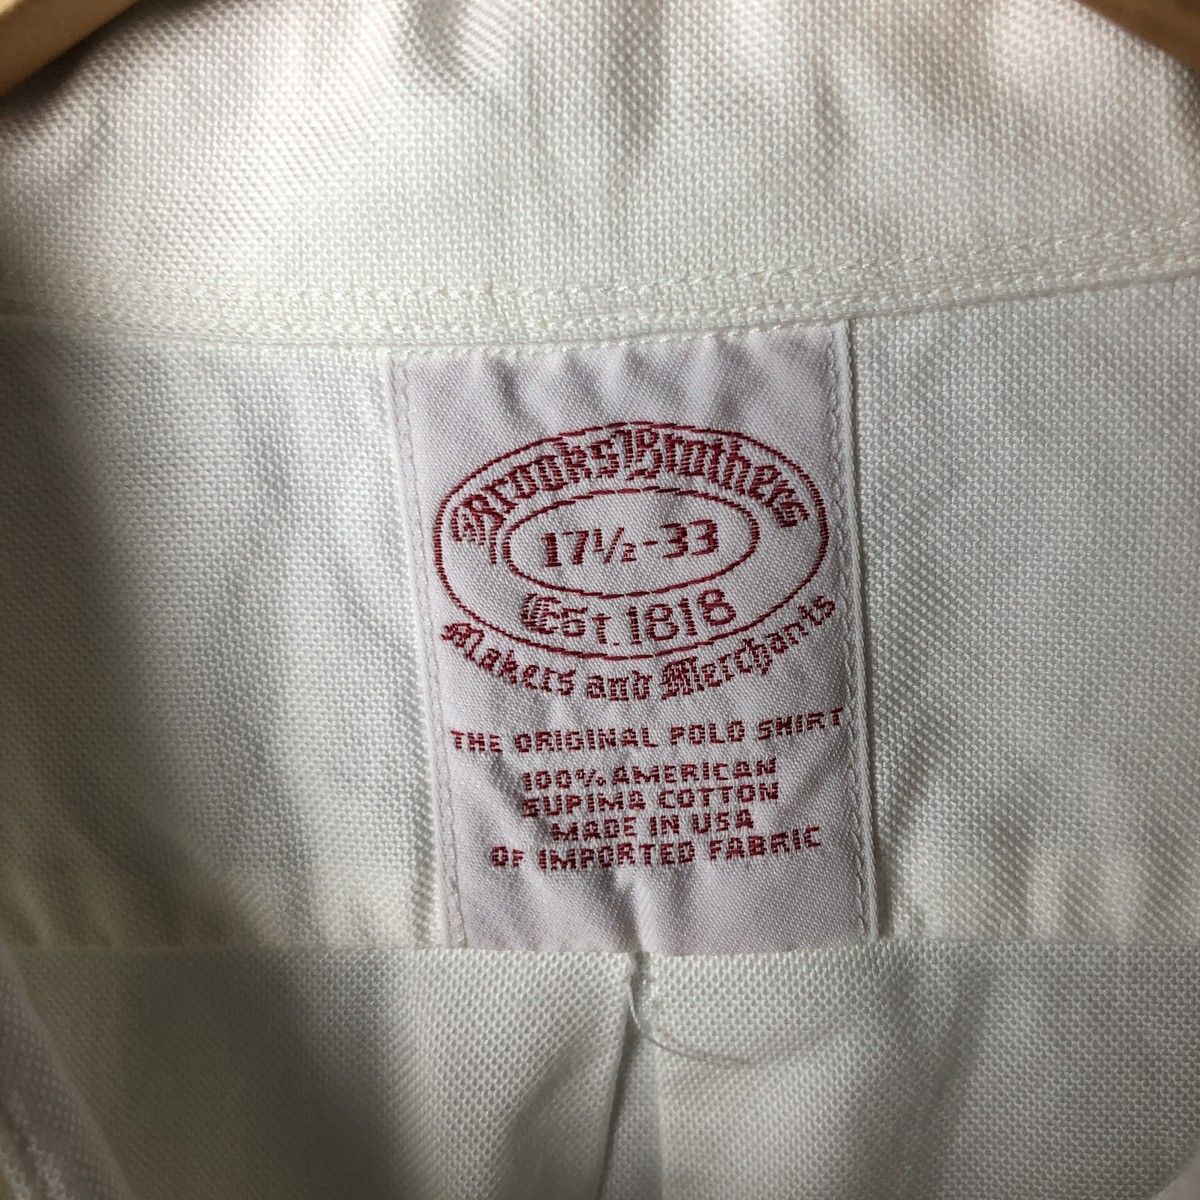 Brooks Brothers
17½-33
Est. 1818
Makers and Merchants
THE ORIGINAL POLO SHIRT
100% AMERICAN
SUPIMA COTTON
MADE IN USA
OF IMPORTED FABRIC